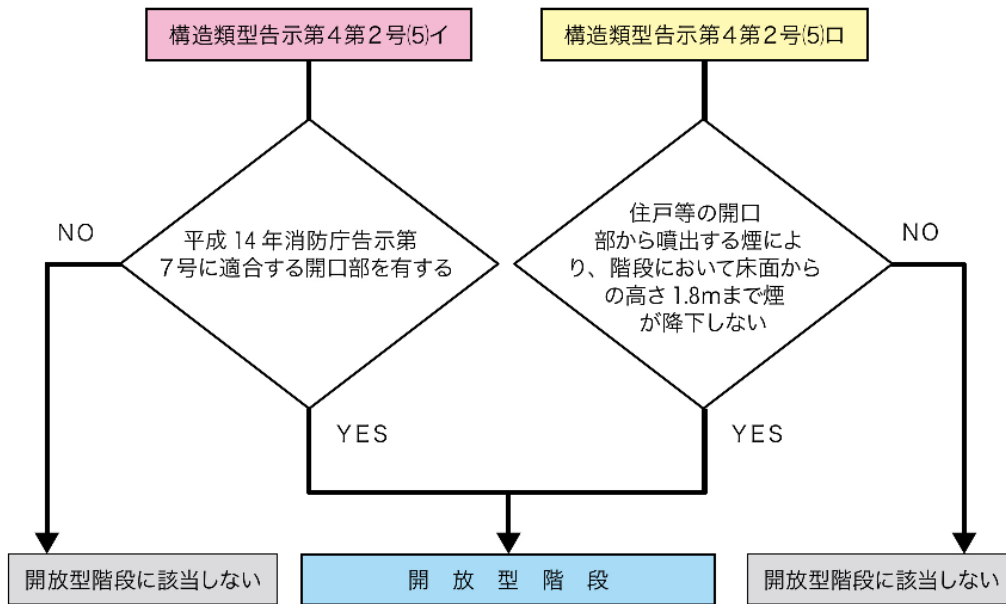 構造類型告示第4第2号⑸イ
構造類型告示第4第2号⑸ロ
NO
平成14年消防庁告示第
7号に適合する開口部を有する
YES
住戸等の開口
部から噴出する煙によ
り、階段において床面から
の高さ1.8mまで煙
が降下しない
NO
YES
開放型階段に該当しない
開放型階段
開放型階段に該当しない